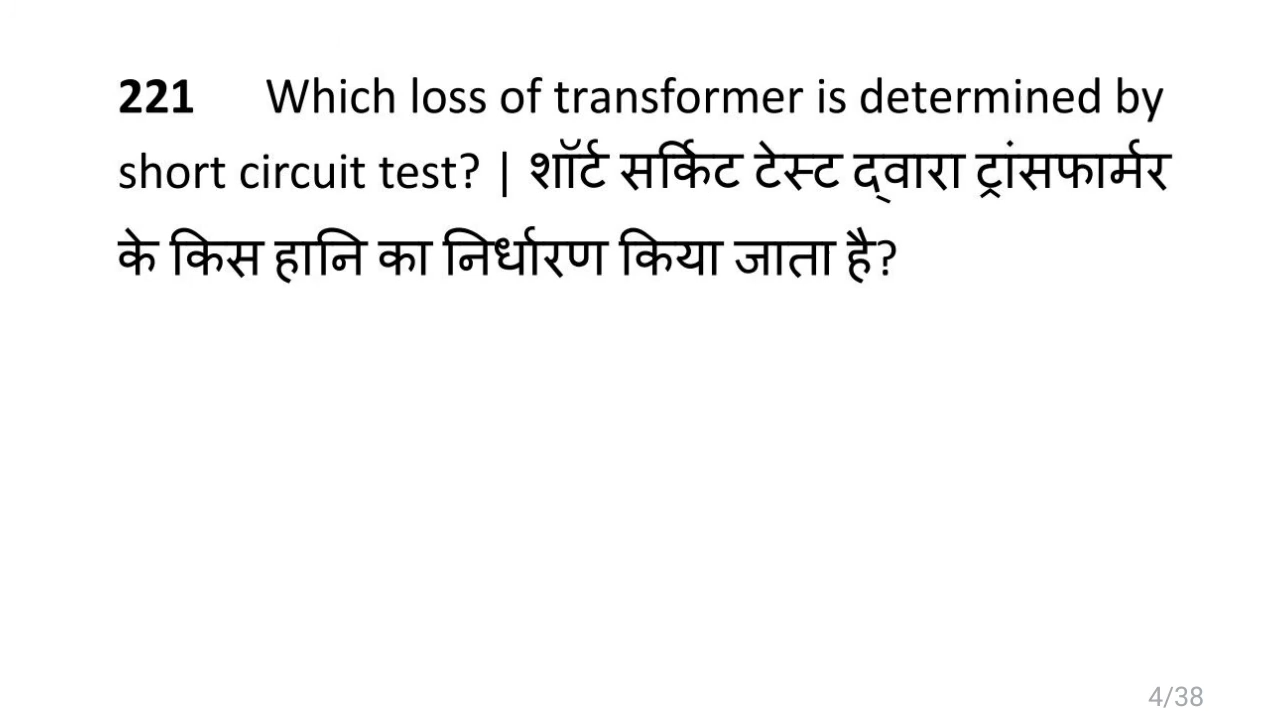 221 Which loss of transformer is determined by
short circuit test? | शॉर्ट सर्किट टेस्ट द्वारा ट्रांसफार्मर
के किस हानि का निर्धारण किया जाता है?
4/38